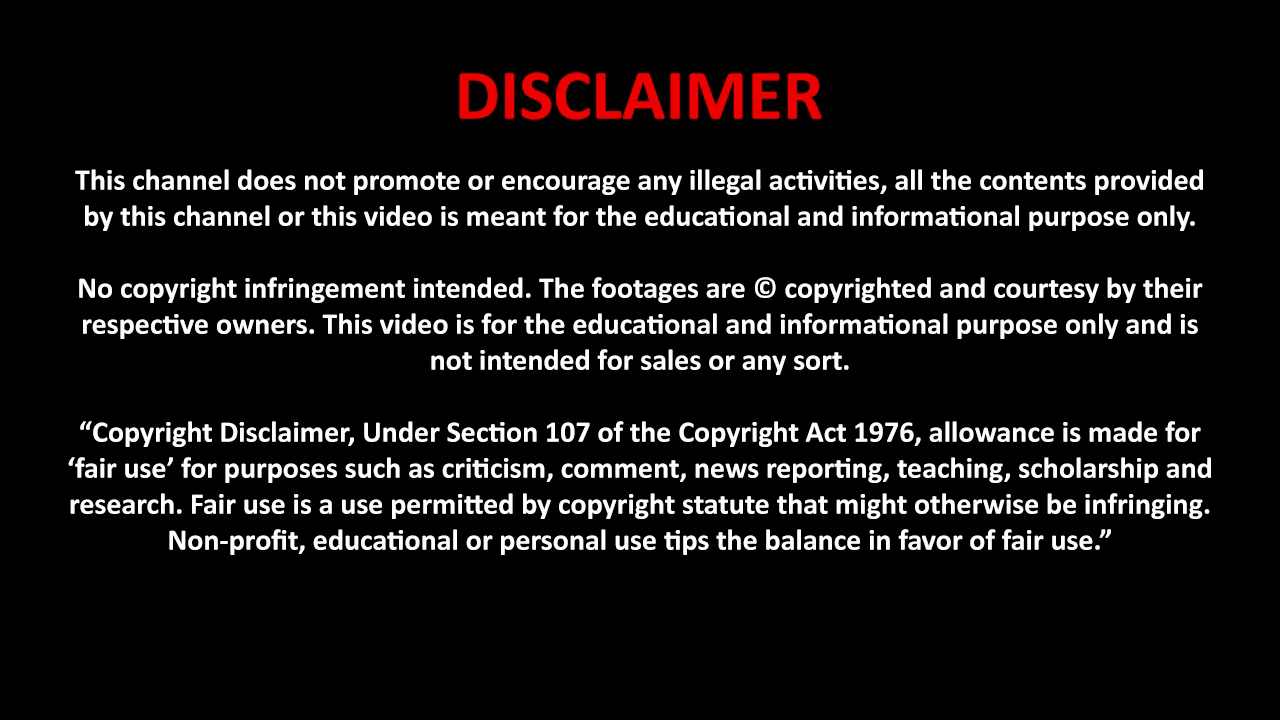 DISCLAIMER
This channel does not promote or encourage any illegal activities, all the contents provided
by this channel or this video is meant for the educational and informational purpose only.
No copyright infringement intended. The footages are © copyrighted and courtesy by their
respective owners. This video is for the educational and informational purpose only and is
not intended for sales or any sort.
“Copyright Disclaimer, Under Section 107 of the Copyright Act 1976, allowance is made for
‘fair use’ for purposes such as criticism, comment, news reporting, teaching, scholarship and
research. Fair use is a use permitted by copyright statute that might otherwise be infringing.
Non-profit, educational or personal use tips the balance in favor of fair use.”